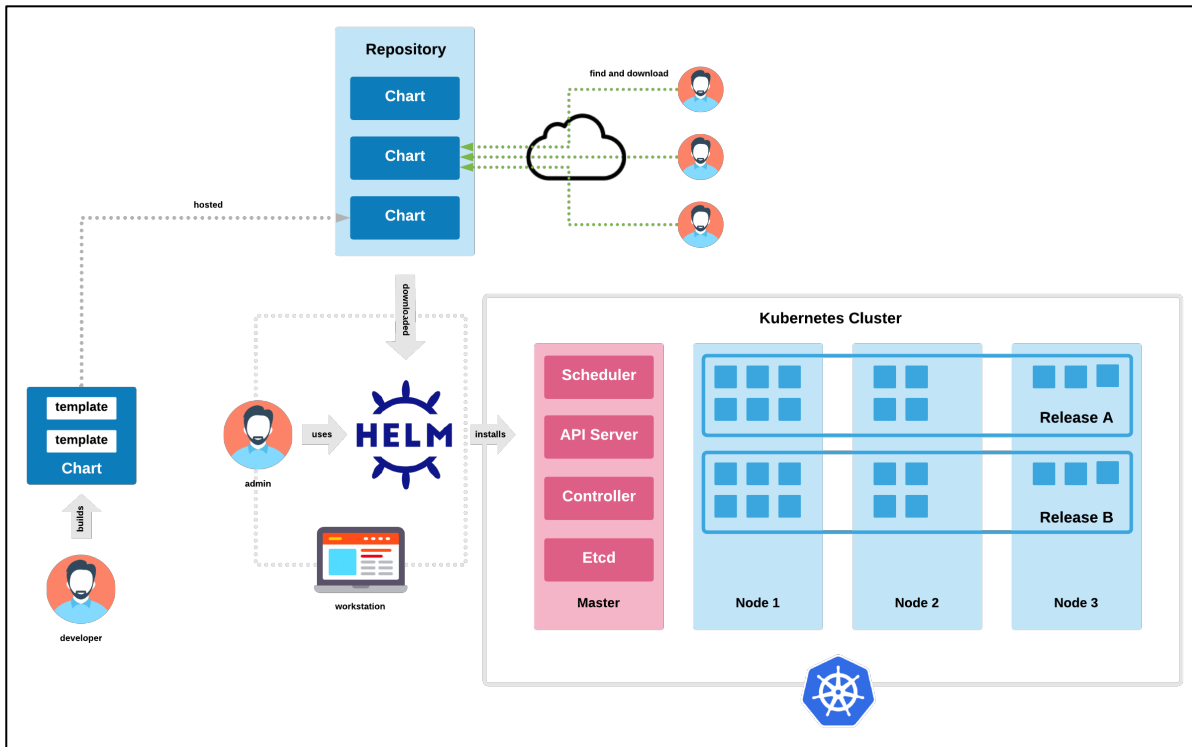 Repository
Chart
Chart
Chart
find and download
hosted
downloaded
template
template
Chart
builds
developer
admin
uses
HELM
installs
workstation
Kubernetes Cluster
Scheduler
API Server
Controller
Etcd
Master
Release A
Release B
Node 1
Node 2
Node 3